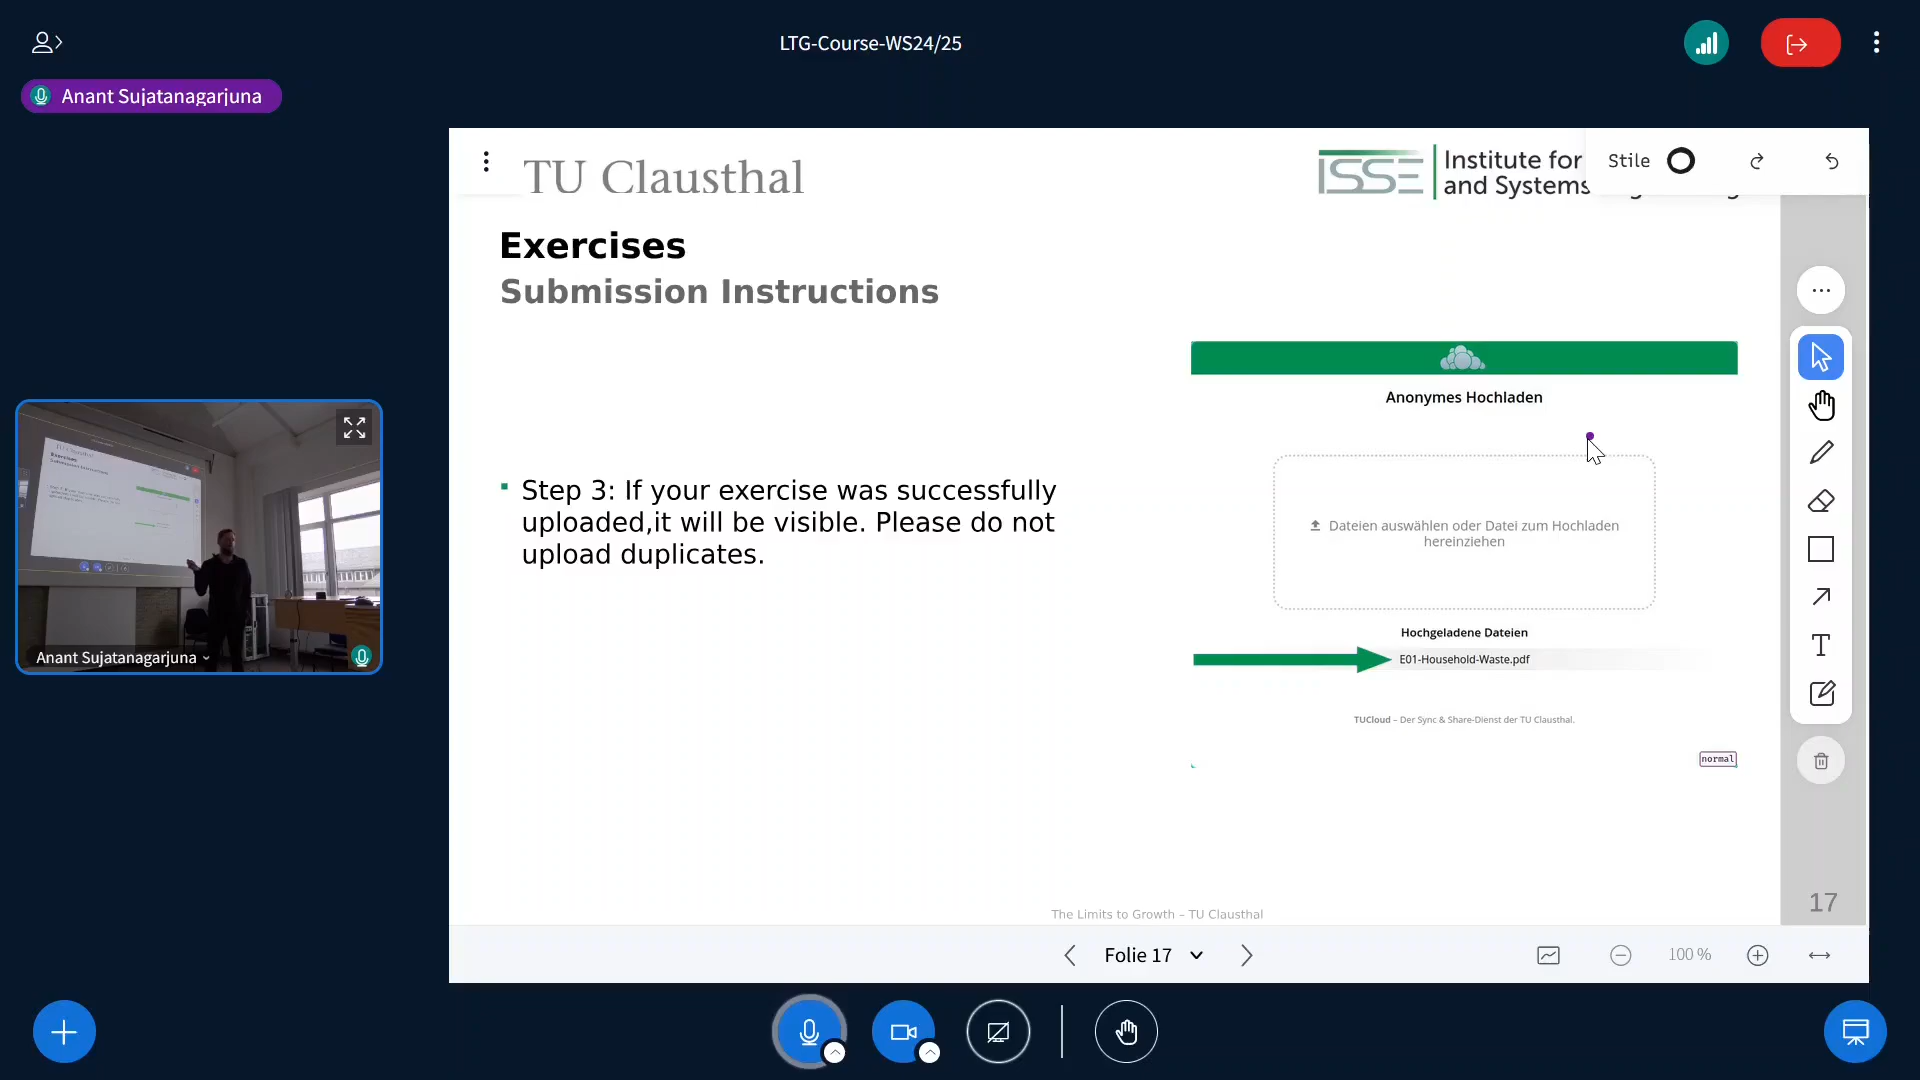 LTG-Course-WS24/25
Anant Sujatanagarjuna
TU Clausthal
ISSE
Institute for
and Systems
Stile
Exercises
Submission Instructions
Anonymes Hochladen
Step 3: If your exercise was successfully
uploaded,it will be visible. Please do not
upload duplicates.
Dateien auswählen oder Datei zum Hochladen
hereinziehen
Hochgeladene Dateien
E01-Household-Waste.pdf
TUCloud – Der Sync & Share-Dienst der TU Clausthal.
normal
Anant Sujatanagarjuna
17
The Limits to Growth – TU Clausthal
Folie 17
100 %